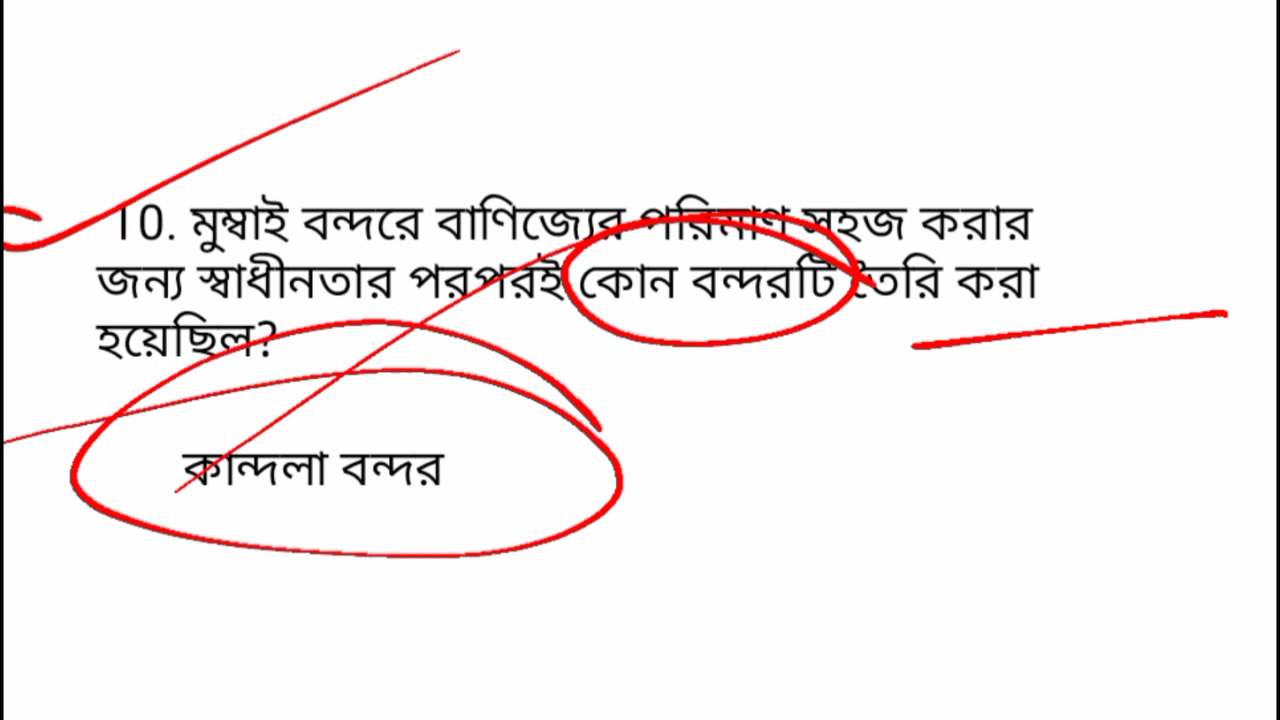 10. মুম্বাই বন্দরে বাণিজ্যের পরিমাণ সহজ করার
জন্য স্বাধীনতার পরপরই কোন বন্দরটি তৈরি করা
হয়েছিল?
কান্দলা বন্দর